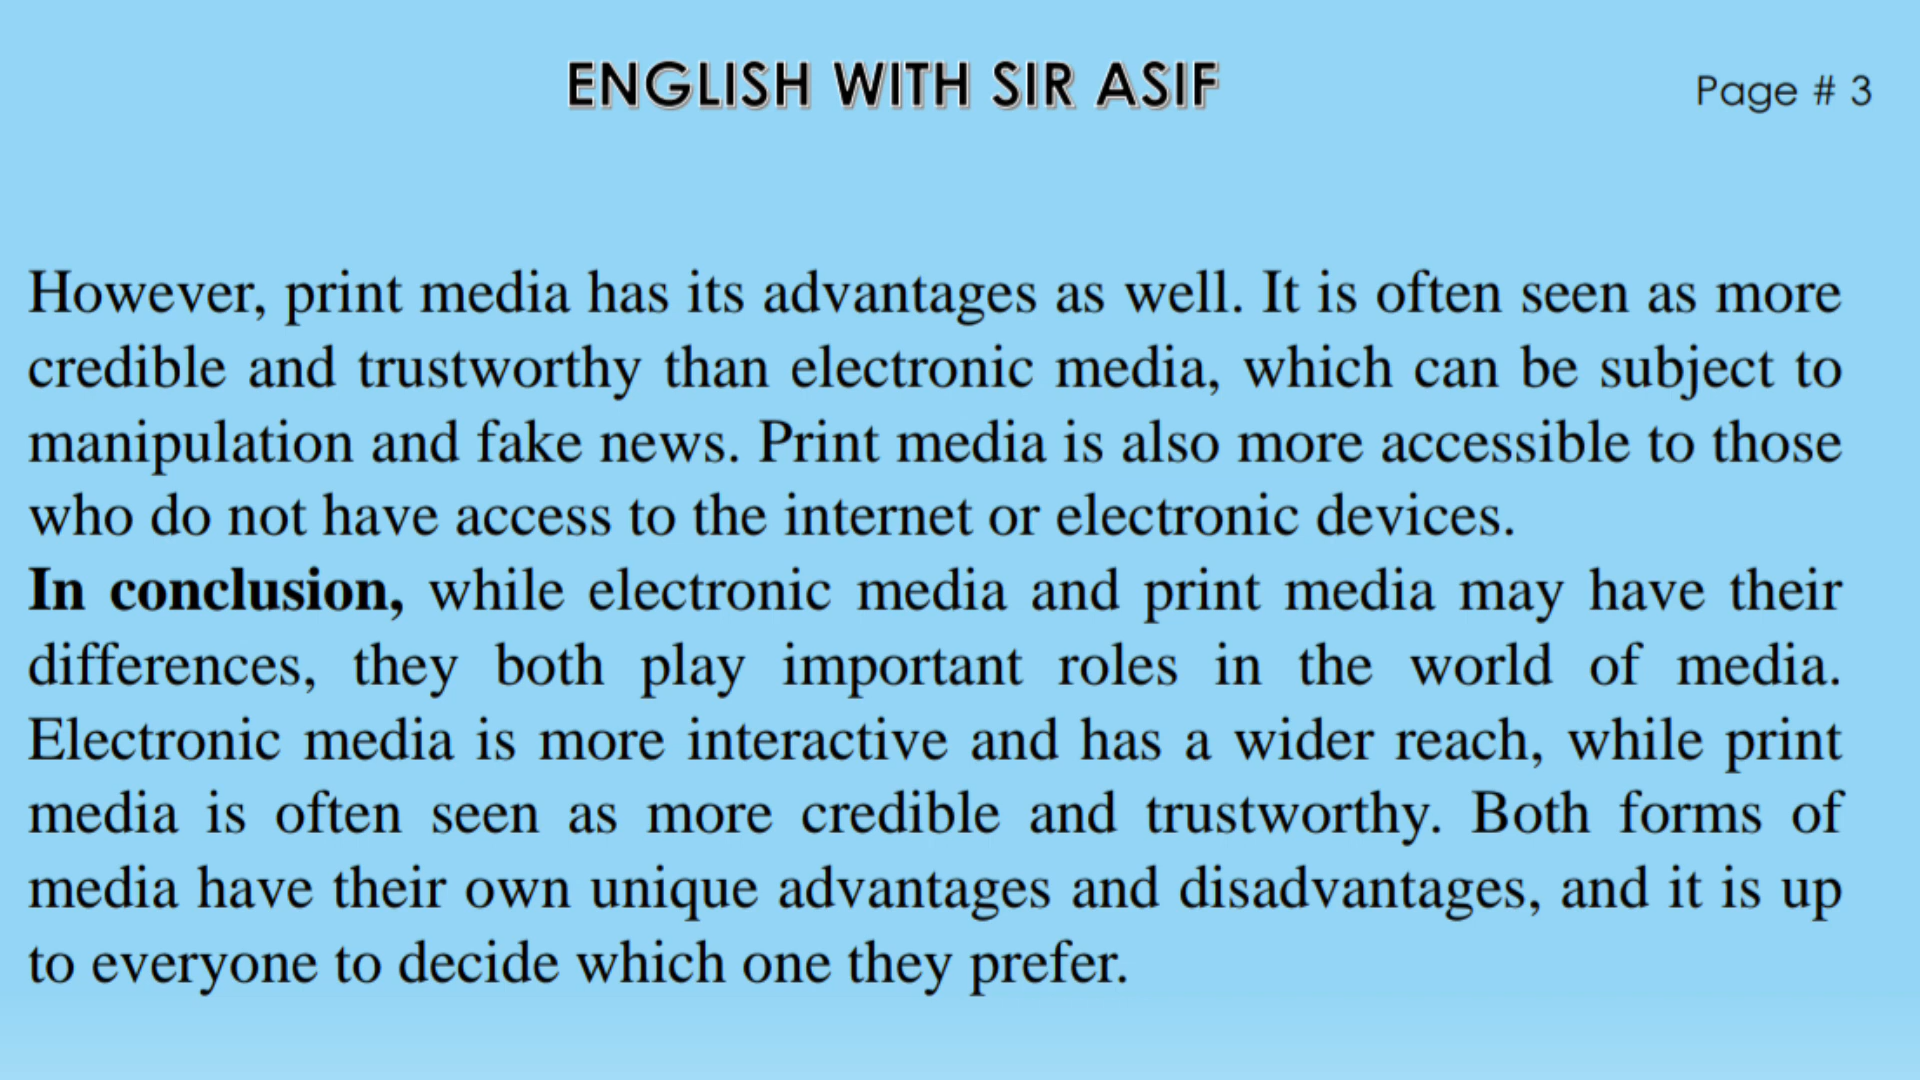 ENGLISH WITH SIR ASIF
Page # 3
However, print media has its advantages as well. It is often seen as more
credible and trustworthy than electronic media, which can be subject to
manipulation and fake news. Print media is also more accessible to those
who do not have access to the internet or electronic devices.
In conclusion, while electronic media and print media may have their
differences, they both play important roles in the world of media.
Electronic media is more interactive and has a wider reach, while print
media is often seen as more credible and trustworthy. Both forms of
media have their own unique advantages and disadvantages, and it is up
to everyone to decide which one they prefer.